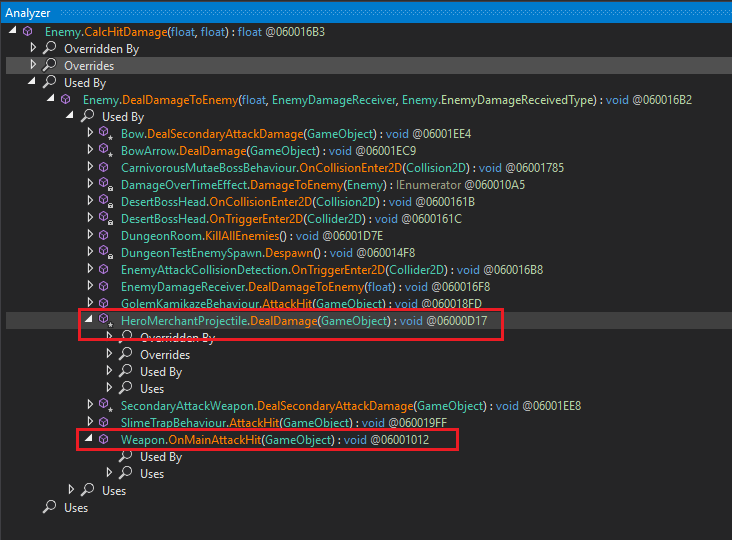 Analyzer
Enemy.CalcHitDamage(float, float) : float @060016B3
Overridden By
Overrides
Used By
Enemy.DealDamageToEnemy(float, EnemyDamageReceiver, Enemy.EnemyDamageReceivedType) : void @060016B2
Used By
Bow.DealSecondaryAttackDamage(GameObject) : void @06001EE4
BowArrow.DealDamage(GameObject) : void @06001EC9
CarnivorousMutaeBossBehaviour.OnCollisionEnter2D(Collision2D) : void @06001785
DamageOverTimeEffect.DamageToEnemy(Enemy) : IEnumerator @060010A5
DesertBossHead.OnCollisionEnter2D(Collision2D) : void @0600161B
DesertBossHead.OnTriggerEnter2D(Collider2D) : void @0600161C
DungeonRoom.KillAllEnemies() : void @06001D7E
DungeonTestEnemySpawn.Despawn() : void @060014F8
EnemyAttackCollisionDetection.OnTriggerEnter2D(Collider2D) : void @060016B8
EnemyDamageReceiver.DealDamageToEnemy(float) : void @060016F8
GolemKamikazeBehaviour.AttackHit(GameObject) : void @060018FD
HeroMerchantProjectile.DealDamage(GameObject) : void @06000D17
Overridden By
Overrides
Used By
Uses
SecondaryAttackWeapon.DealSecondaryAttackDamage(GameObject) : void @06001EE8
SlimeTrapBehaviour.AttackHit(GameObject) : void @060019FF
Weapon.OnMainAttackHit(GameObject) : void @06001012
Used By
Uses
Uses
Uses